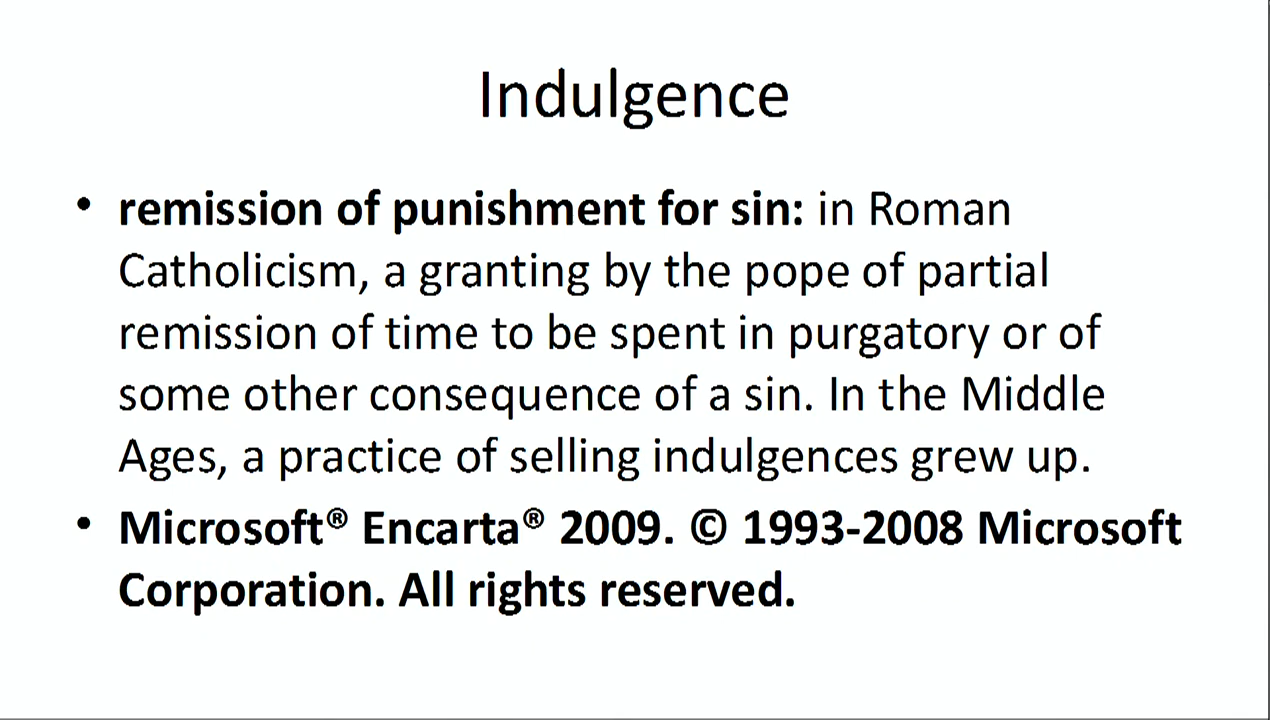 Indulgence
• remission of punishment for sin: in Roman
Catholicism, a granting by the pope of partial
remission of time to be spent in purgatory or of
some other consequence of a sin. In the Middle
Ages, a practice of selling indulgences grew up.
• Microsoft® Encarta® 2009. © 1993-2008 Microsoft
Corporation. All rights reserved.